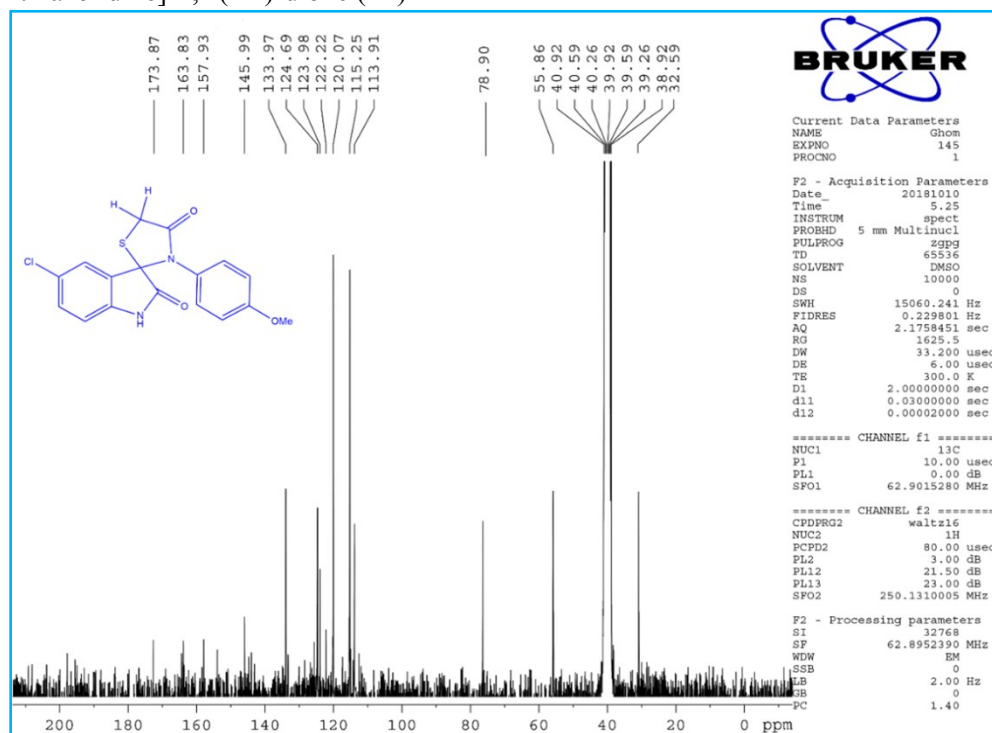 173.87
163.83
157.93
145.99
133.97
124.69
123.98
122.22
120.07
115.25
113.91
78.90
55.86
40.92
40.59
40.26
39.92
39.59
39.26
38.92
32.59
BRUKER
Current Data Parameters
NAME Ghom
EXPNO 145
PROCNO 1
F2 - Acquisition Parameters
Date_ 20181010
Time 5.25
INSTRUM spect
PROBHD 5 mm Multinucl
PULPROG zgpg
TD 65536
SOLVENT DMSO
NS 10000
DS 0
SWH 15060.241 Hz
FIDRES 0.229801 Hz
AQ 2.1758451 sec
RG 1625.5
DW 33.200 usec
DE 6.00 usec
TE 300.0 K
D1 2.00000000 sec
d11 0.03000000 sec
d12 0.00002000 sec
======== CHANNEL f1 ========
NUC1 13C
P1 10.00 usec
PL1 0.00 dB
SFO1 62.9015280 MHz
======== CHANNEL f2 ========
CPDPRG2 waltz16
NUC2 1H
PCPD2 80.00 usec
PL2 3.00 dB
PL12 21.50 dB
PL13 23.00 dB
SFO2 250.1310005 MHz
F2 - Processing parameters
SI 32768
SF 62.8952390 MHz
WDW EM
SSB 0
LB 2.00 Hz
GB 0
PC 1.40
H
H
O
S
N
Cl
O
N
H
OMe
200 180 160 140 120 100 80 60 40 20 0 ppm